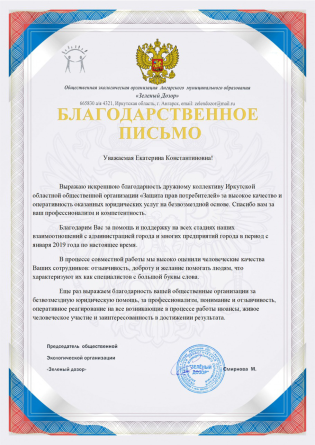 Общественная экологическая организация Ангарского муниципального образования
«Зеленый Дозор»
665830 а/я 4321, Иркутская область, г. Ангарск, email: zelendozor@mail.ru
БЛАГОДАРСТВЕННОЕ
ПИСЬМО
Уважаемая Екатерина Константиновна!
Выражаю искреннюю благодарность дружному коллективу Иркутской
областной общественной организации «Защита прав потребителей» за высокое качество и
оперативность оказанных юридических услуг на безвозмездной основе. Спасибо вам за
ваш профессионализм и компетентность.
Благодарим Вас за помощь и поддержку на всех стадиях наших
взаимоотношений с администрацией города и многих предприятий города в период с
января 2019 года по настоящее время.
В процессе совместной работы мы высоко оценили человеческие качества
Ваших сотрудников: отзывчивость, доброту и желание помогать людям, что
характеризуют их как специалистов с большой буквы слова.
Еще раз выражаем благодарность вашей общественные организации за
безвозмездную юридическую помощь, за профессионализм, понимание и отзывчивость,
оперативное реагирование на все возникающие в процессе работы нюансы, живое
человеческое участие и заинтересованность в достижении результата.
Председатель общественной
Экологической организации
«Зеленый дозор»
Смирнова М.